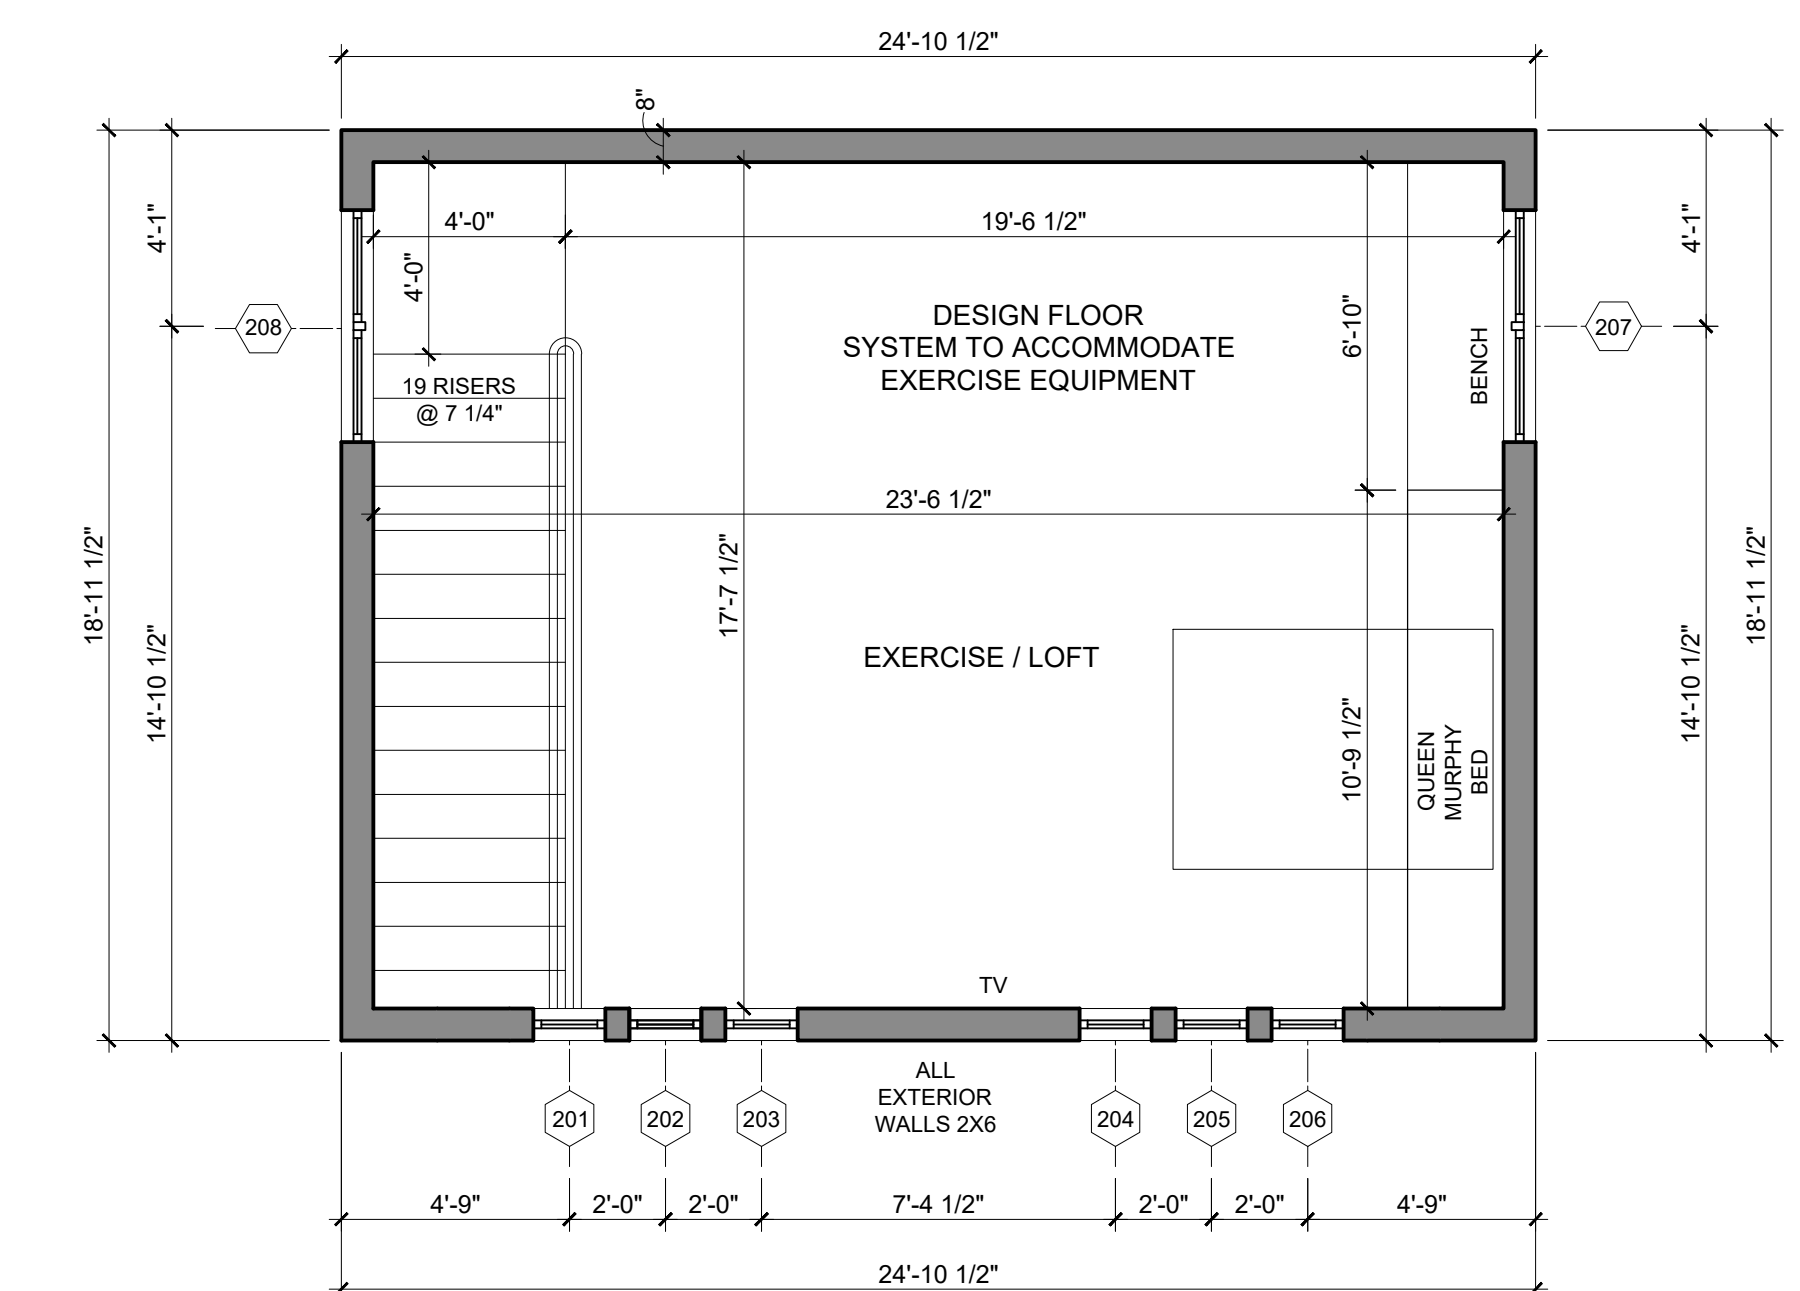 24'-10 1/2"
8"
4'-1"
4'-0"
19'-6 1/2"
4'-1"
4'-0"
208
DESIGN FLOOR
SYSTEM TO ACCOMMODATE
EXERCISE EQUIPMENT
6'-10"
BENCH
207
19 RISERS
@ 7 1/4"
23'-6 1/2"
18'-11 1/2"
14'-10 1/2"
17'-7 1/2"
EXERCISE / LOFT
10'-9 1/2"
QUEEN
MURPHY
BED
14'-10 1/2"
18'-11 1/2"
TV
ALL
EXTERIOR
WALLS 2X6
201
202
203
204
205
206
4'-9"
2'-0"
2'-0"
7'-4 1/2"
2'-0"
2'-0"
4'-9"
24'-10 1/2"